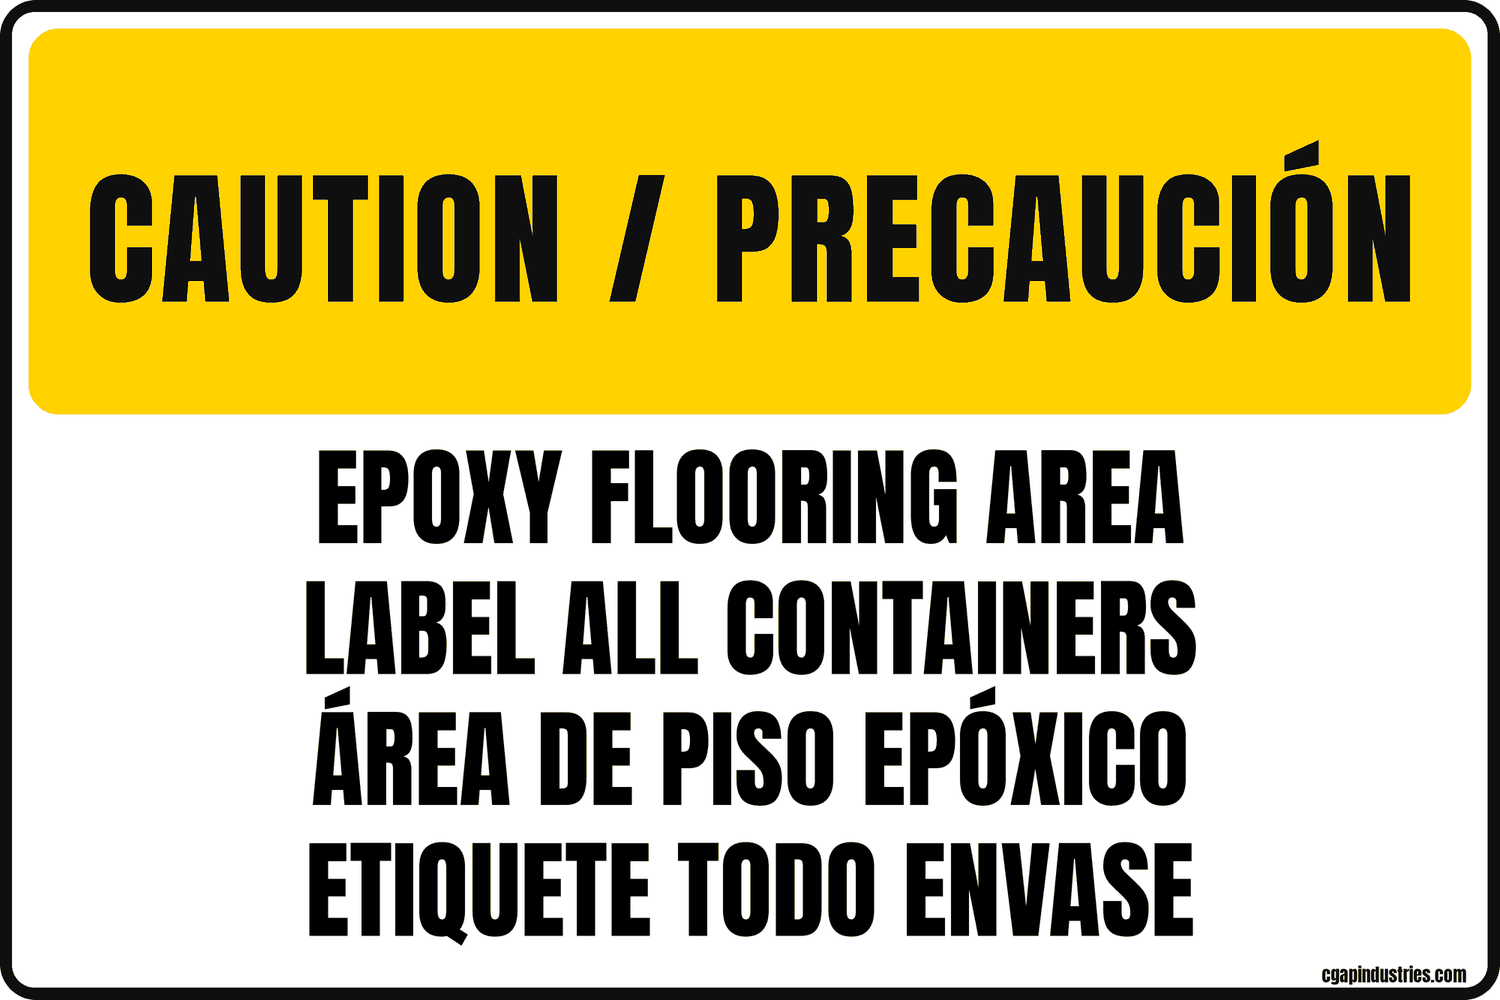 CAUTION / PRECAUCIÓN
EPOXY FLOORING AREA
LABEL ALL CONTAINERS
ÁREA DE PISO EPÓXICO
ETIQUETE TODO ENVASE
cgapindustries.com